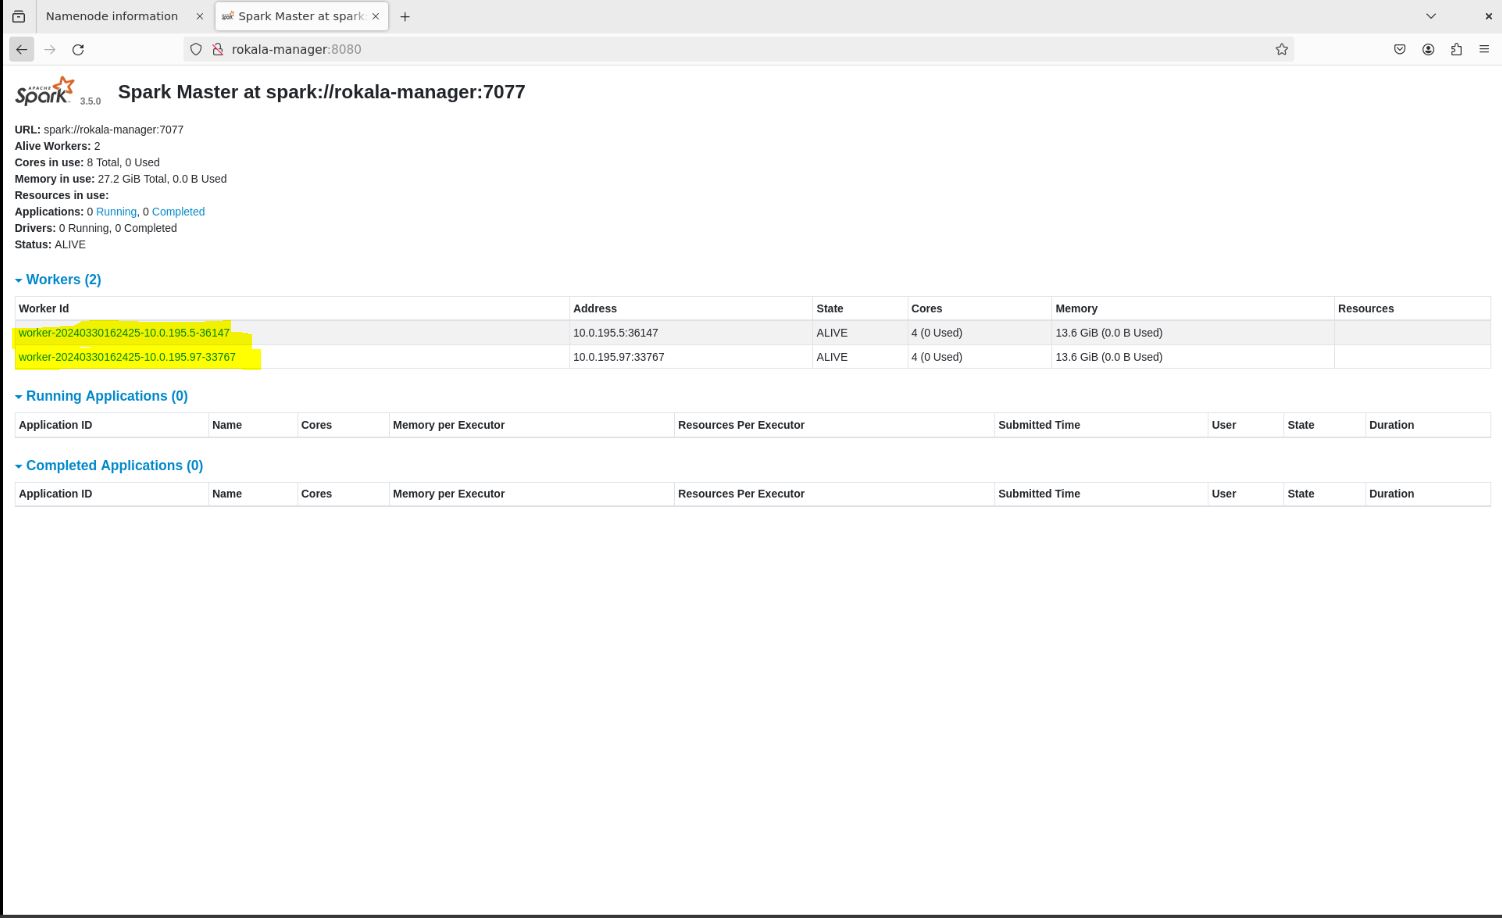 Namenode information
Spark Master at spark:
rokala-manager:8080
APACHE
Spark 3.5.0
Spark Master at spark://rokala-manager:7077
URL: spark://rokala-manager:7077
Alive Workers: 2
Cores in use: 8 Total, 0 Used
Memory in use: 27.2 GiB Total, 0.0 B Used
Resources in use:
Applications: 0 Running, 0 Completed
Drivers: 0 Running, 0 Completed
Status: ALIVE
Workers (2)
Worker Id Address State Cores Memory Resources
worker-20240330162425-10.0.195.5-36147 10.0.195.5:36147 ALIVE 4 (0 Used) 13.6 GiB (0.0 B Used)
worker-20240330162425-10.0.195.97-33767 10.0.195.97:33767 ALIVE 4 (0 Used) 13.6 GiB (0.0 B Used)
Running Applications (0)
Application ID Name Cores Memory per Executor Resources Per Executor Submitted Time User State Duration
Completed Applications (0)
Application ID Name Cores Memory per Executor Resources Per Executor Submitted Time User State Duration